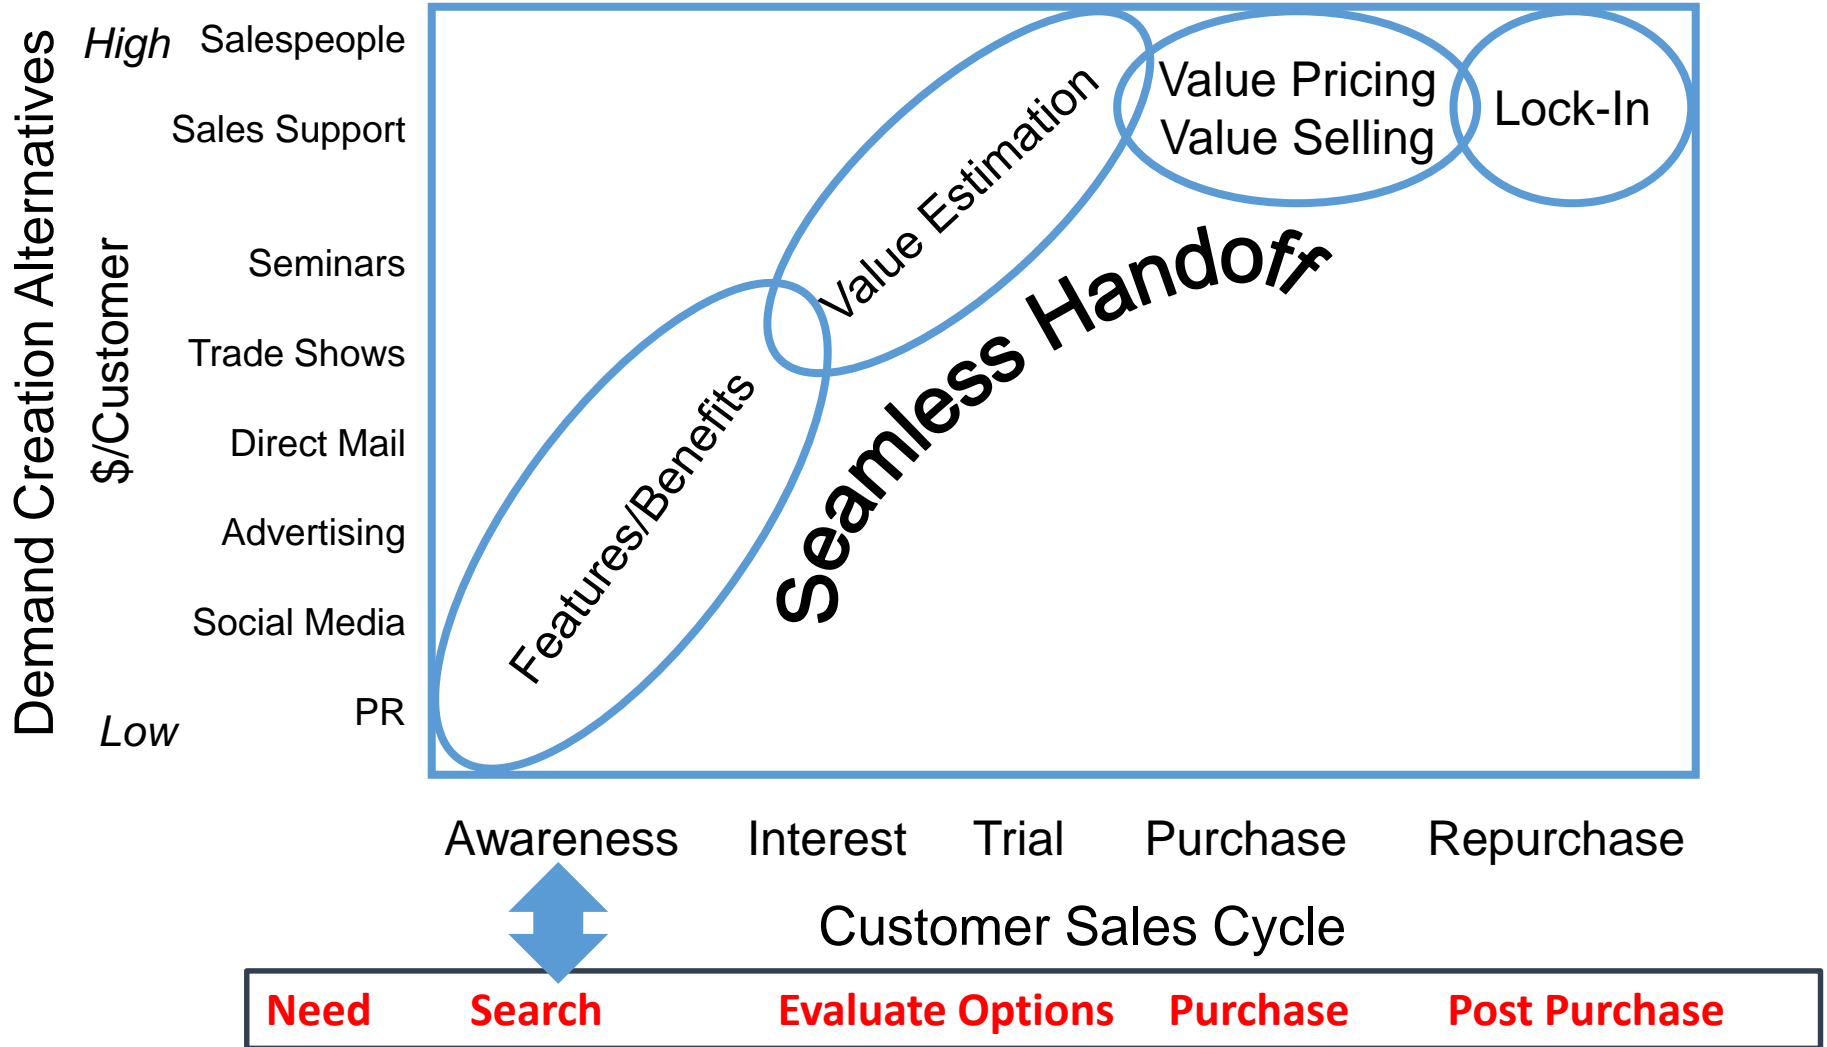 Demand Creation Alternatives
$/Customer
High
Low
Salespeople
Sales Support
Seminars
Trade Shows
Direct Mail
Advertising
Social Media
PR
Features/Benefits
Value Estimation
Value Pricing
Value Selling
Lock-In
Seamless Handoff
Awareness Interest Trial Purchase Repurchase
Customer Sales Cycle
Need Search Evaluate Options Purchase Post Purchase